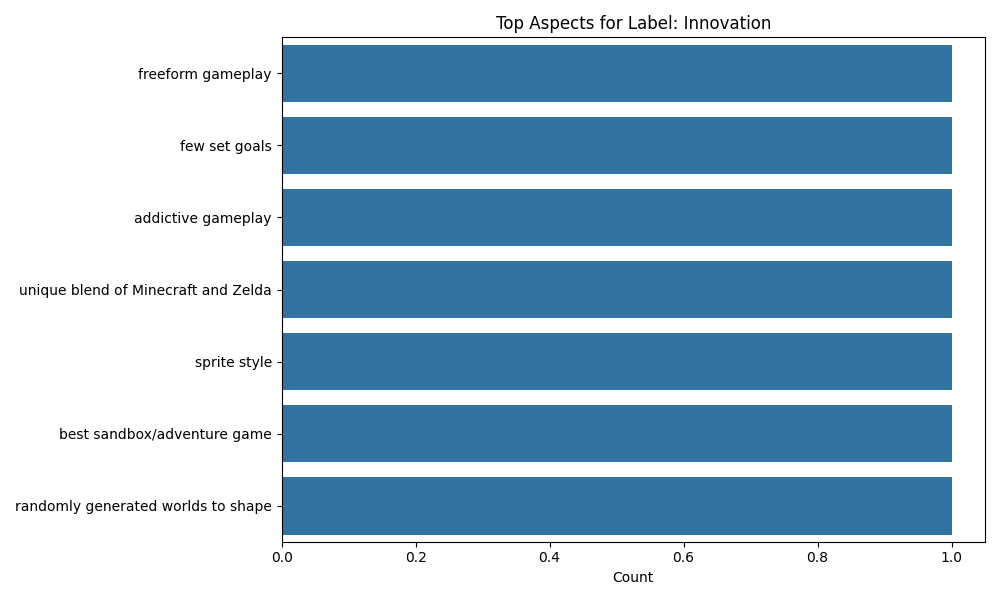 Top Aspects for Label: Innovation
freeform gameplay
few set goals
addictive gameplay
unique blend of Minecraft and Zelda
sprite style
best sandbox/adventure game
randomly generated worlds to shape
0.0 0.2 0.4 0.6 0.8 1.0
Count